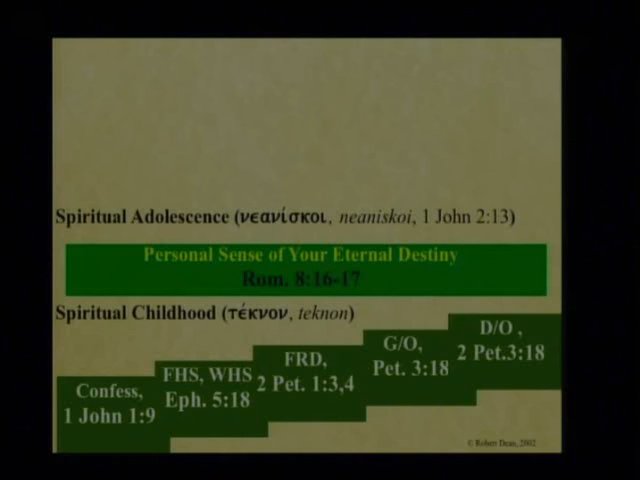 Spiritual Adolescence (νεανίσκοι, neaniskoi, 1 John 2:13)
Personal Sense of Your Eternal Destiny
Rom. 8:16-17
Spiritual Childhood (τέκνον, teknon)
Confess,
1 John 1:9
FHS, WHS
Eph. 5:18
FRD,
2 Pet. 1:3,4
G/O,
Pet. 3:18
D/O ,
2 Pet.3:18
© Robert Dean, 2002